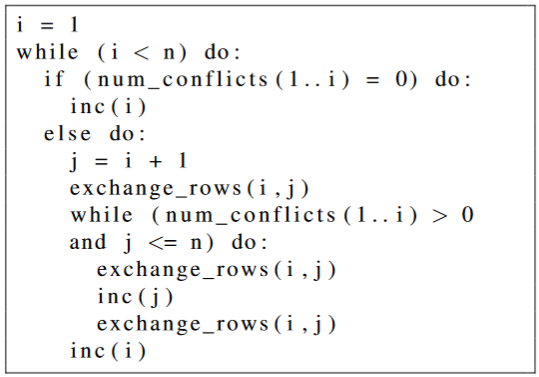 i = 1
while (i < n) do:
  if (num_conflicts(1..i) = 0) do:
    inc(i)
  else do:
    j = i + 1
    exchange_rows(i,j)
    while (num_conflicts(1..i) > 0
    and j <= n) do:
      exchange_rows(i,j)
      inc(j)
      exchange_rows(i,j)
    inc(i)